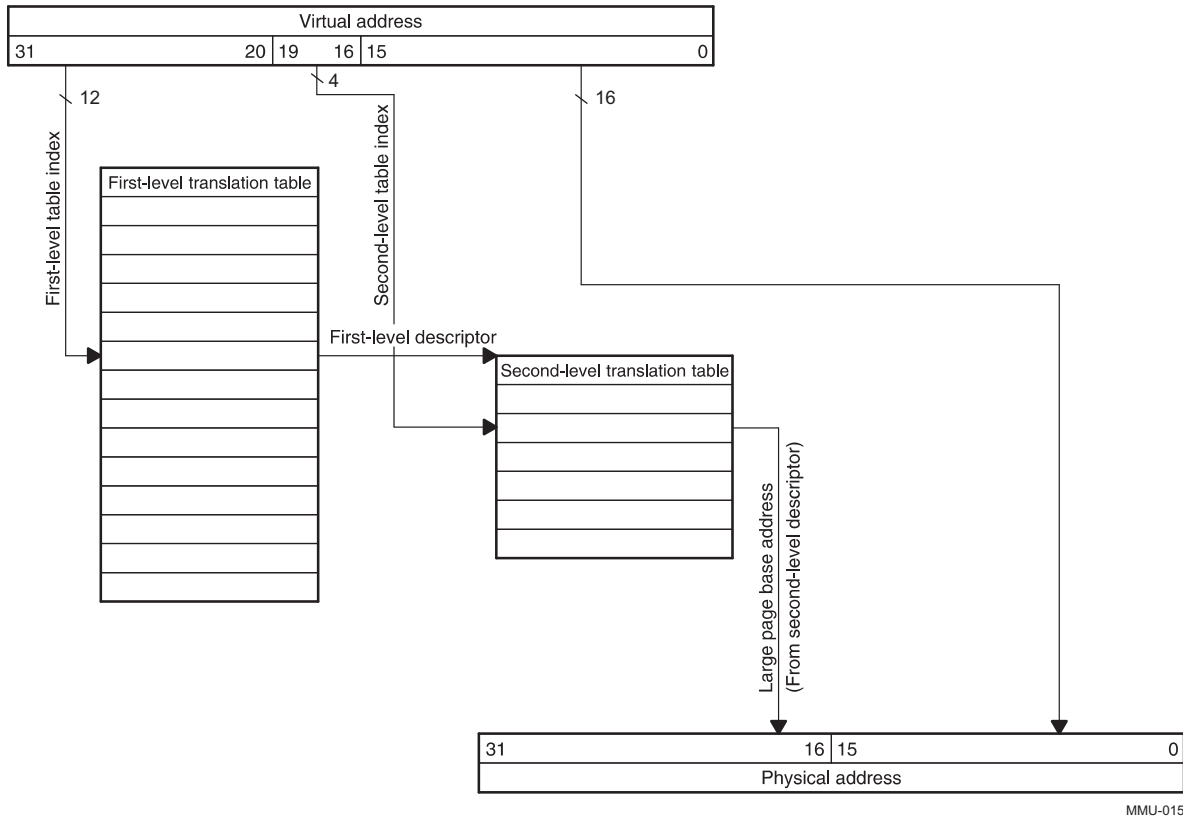 Virtual address
31 20 19 16 15 0
12
4
16
First-level table index
Second-level table index
First-level translation table
First-level descriptor
Second-level translation table
Large page base address
(From second-level descriptor)
31 16 15 0
Physical address
MMU-015